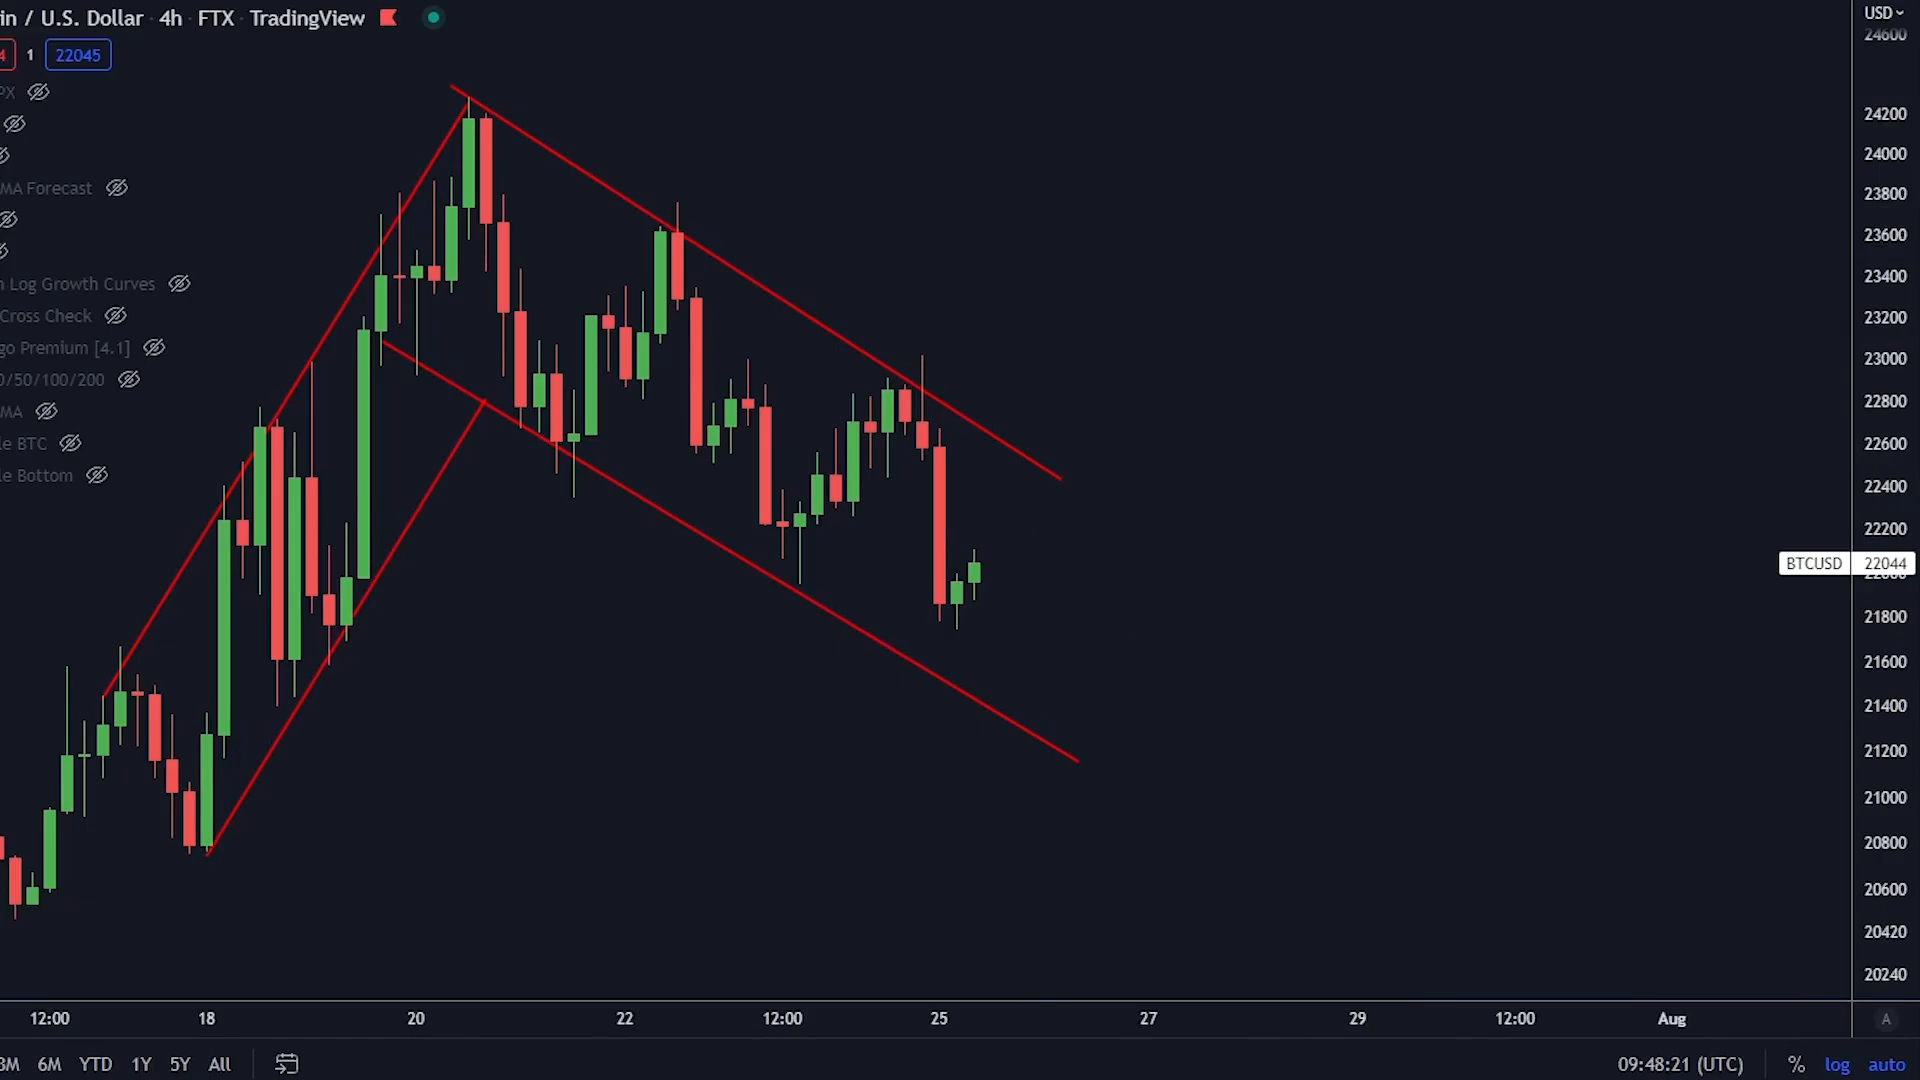 in / U.S. Dollar · 4h · FTX · TradingView
4 1 22045
PX
MA Forecast
n Log Growth Curves
Cross Check
go Premium [4.1]
0/50/100/200
MA
le BTC
le Bottom
USD
24600
24200
24000
23800
23600
23400
23200
23000
22800
22600
22400
22200
BTCUSD 22044
22000
21800
21600
21400
21200
21000
20800
20600
20420
20240
12:00 18 20 22 12:00 25 27 29 12:00 Aug A
3M 6M YTD 1Y 5Y All 09:48:21 (UTC) % log auto